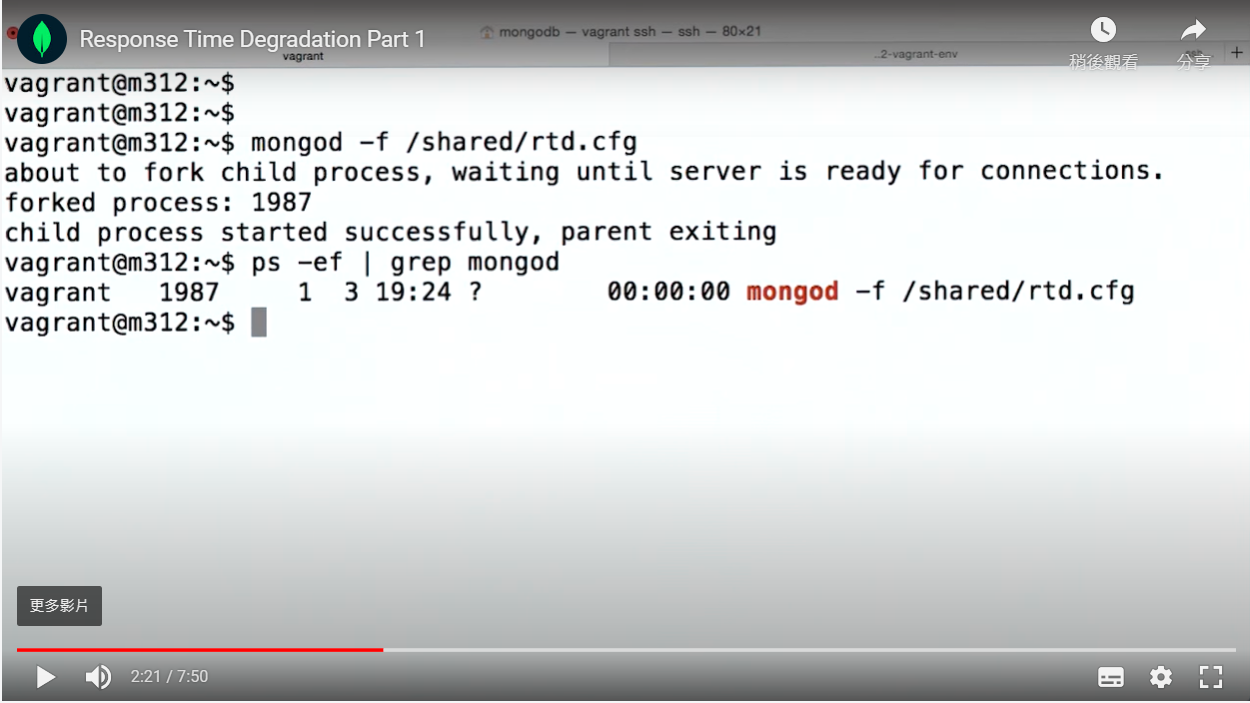 Response Time Degradation Part 1
mongodb — vagrant ssh — ssh — 80×21
稍後觀看
分享
vagrant
..2-vagrant-env
+
vagrant@m312:~$
vagrant@m312:~$
vagrant@m312:~$ mongod -f /shared/rtd.cfg
about to fork child process, waiting until server is ready for connections.
forked process: 1987
child process started successfully, parent exiting
vagrant@m312:~$ ps -ef | grep mongod
vagrant   1987     1  3 19:24 ?        00:00:00 mongod -f /shared/rtd.cfg
vagrant@m312:~$
更多影片
2:21 / 7:50